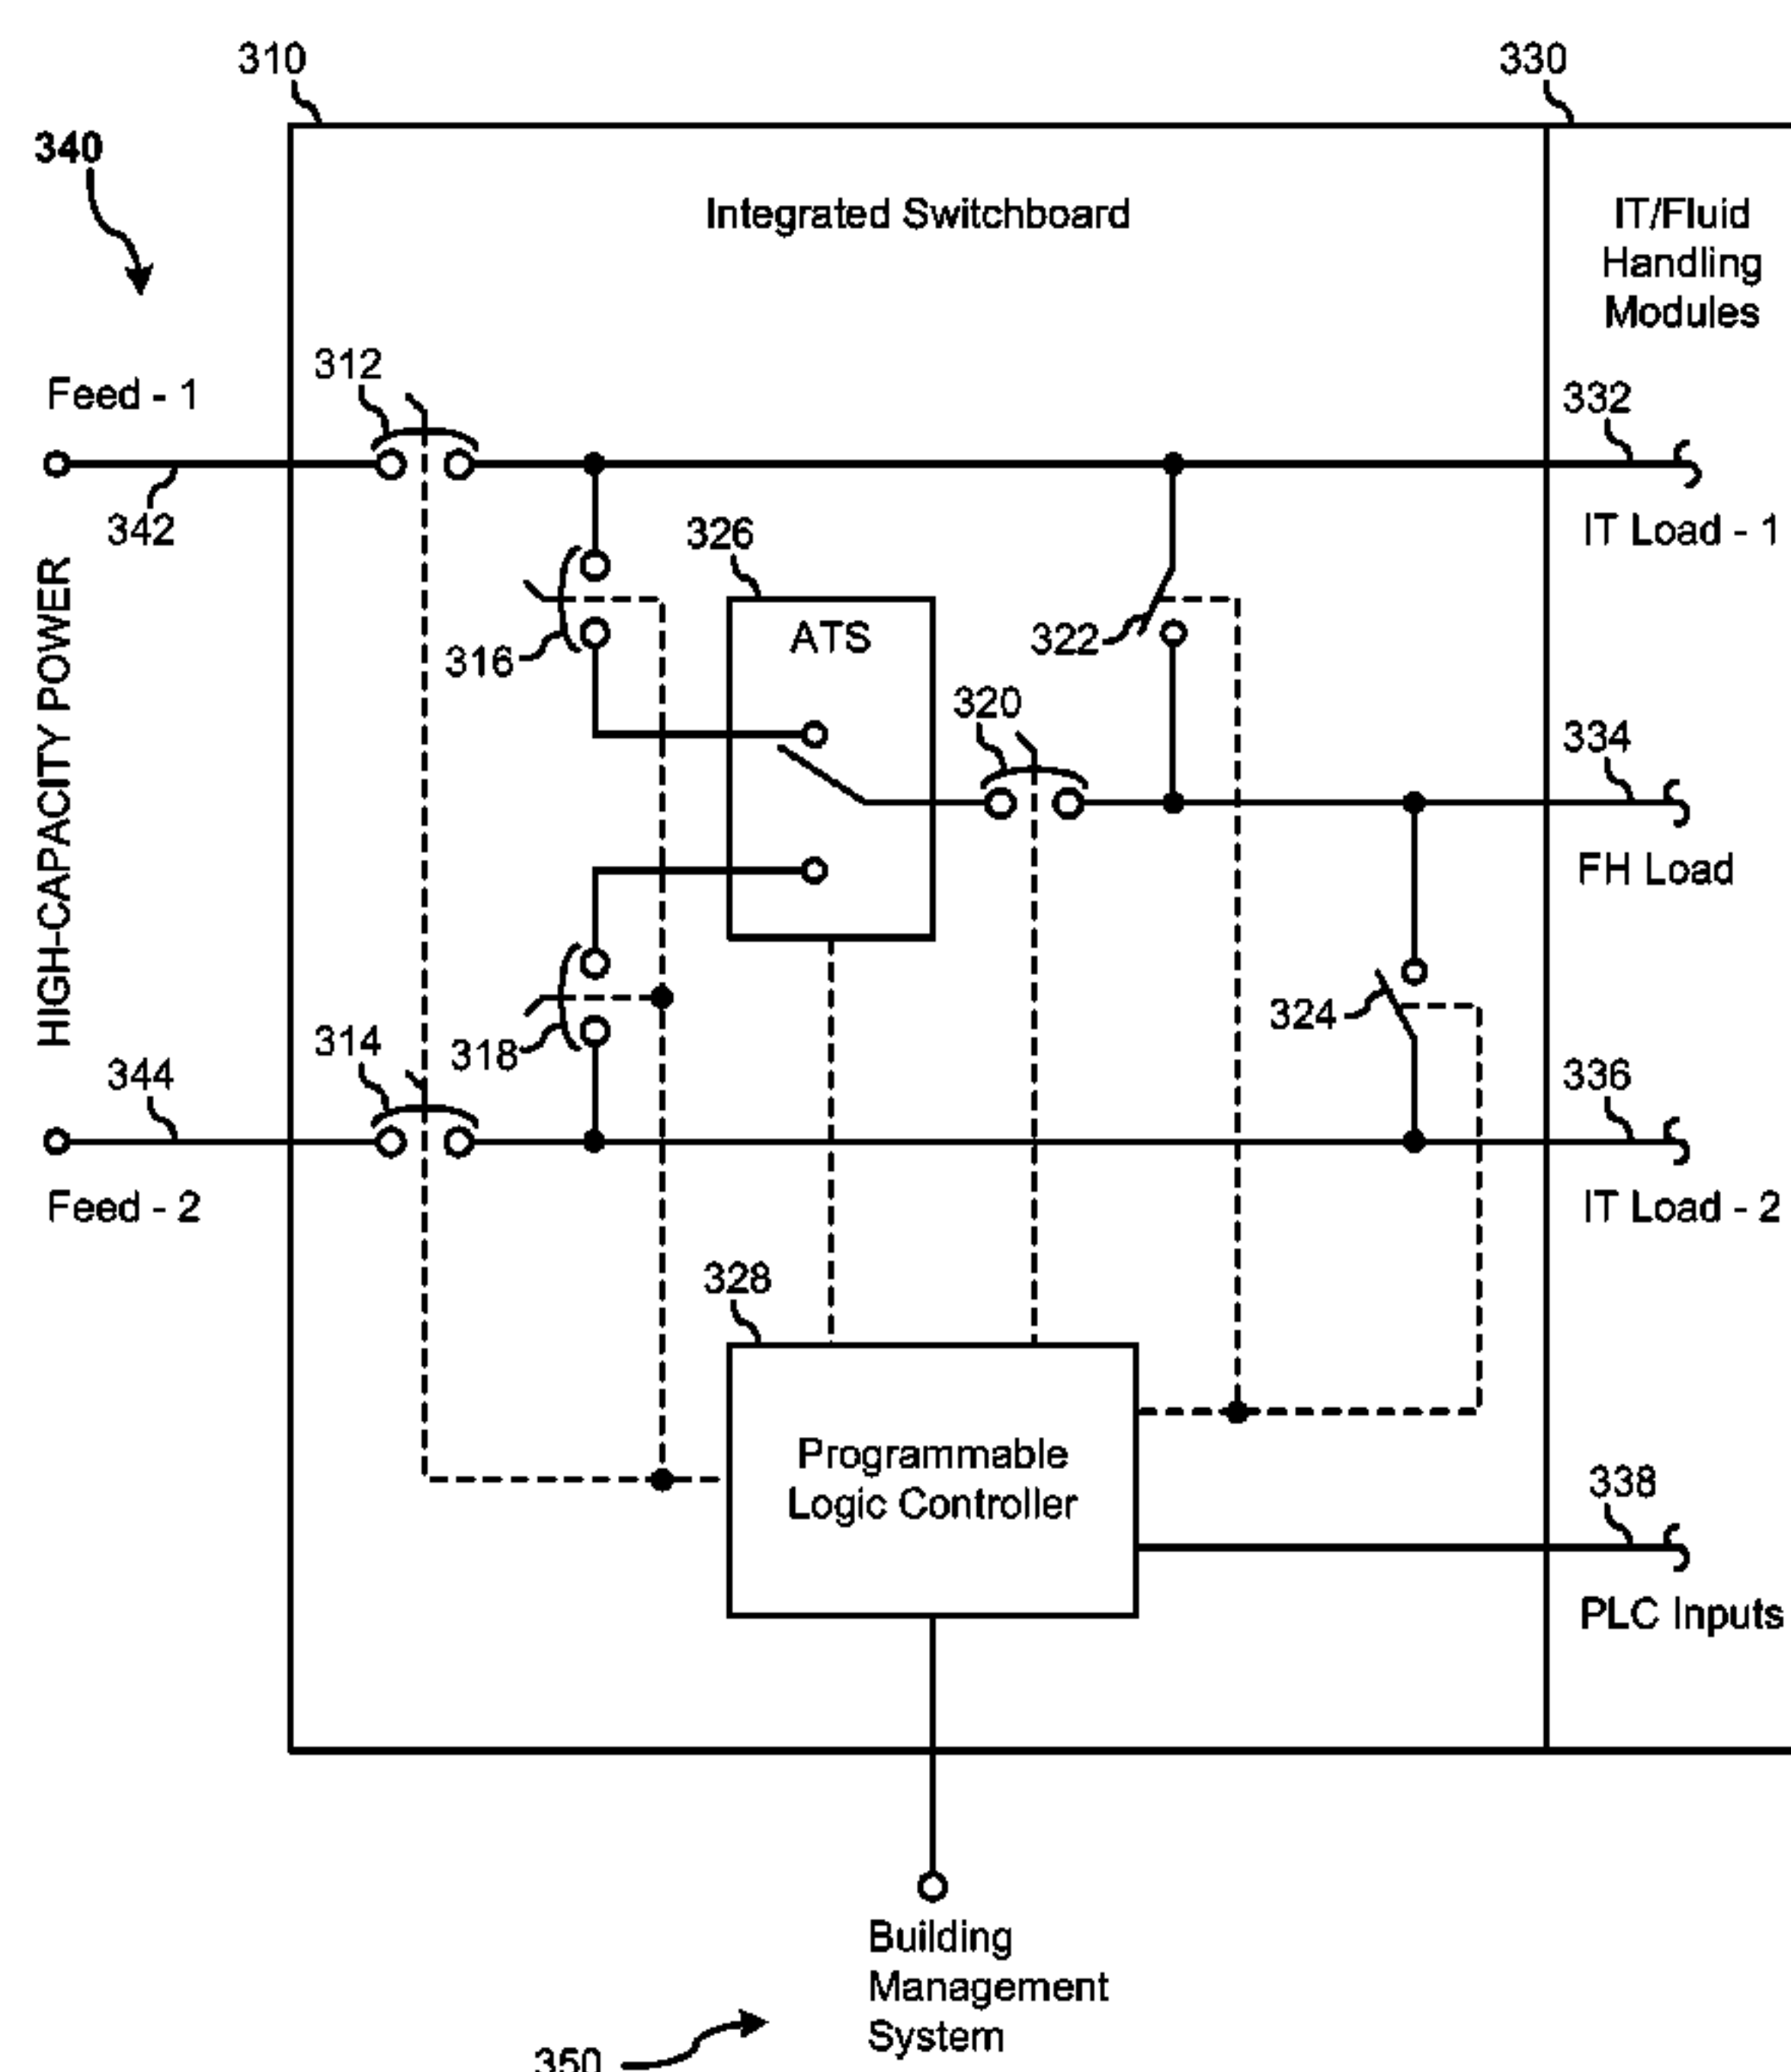 310
330
340
Integrated Switchboard
IT/Fluid
Handling
Modules
312
Feed - 1
332
342
326
IT Load - 1
HIGH-CAPACITY POWER
ATS
316
322
320
334
FH Load
318
324
314
344
336
Feed - 2
IT Load - 2
328
Programmable
Logic Controller
338
PLC Inputs
Building
Management
System
350